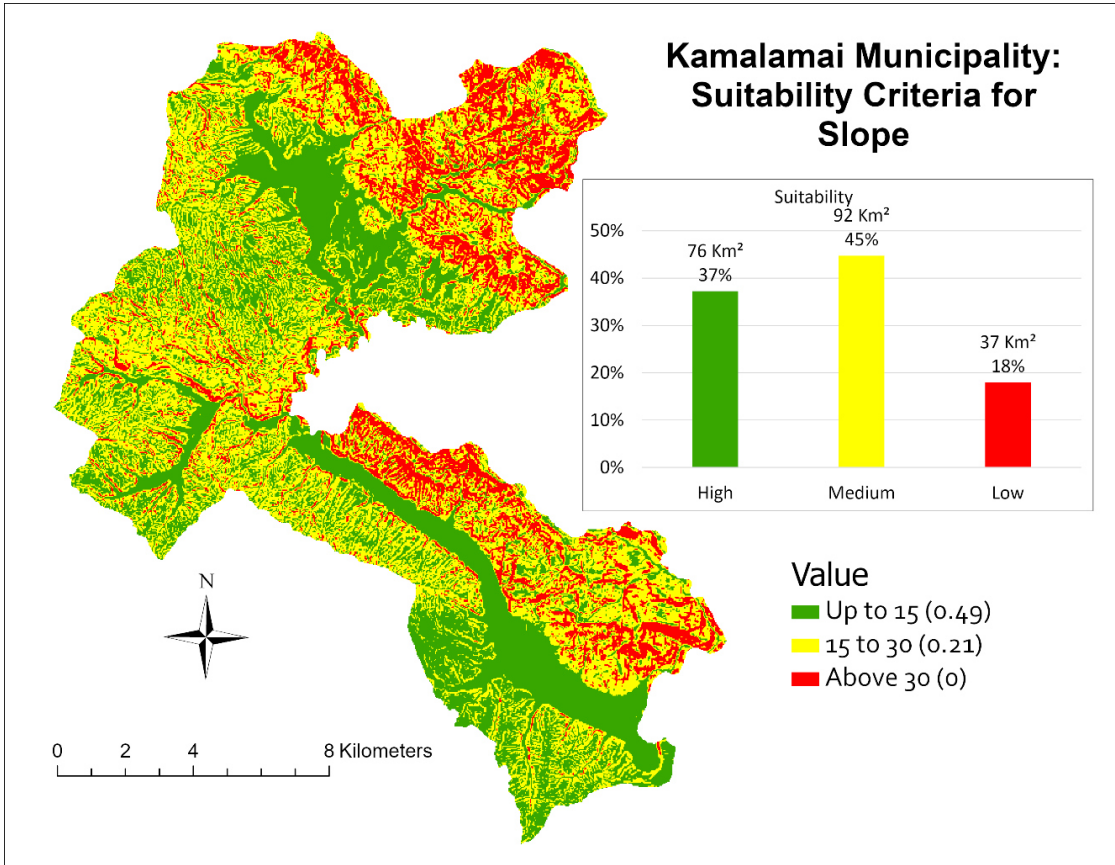 Kamalamai Municipality:
Suitability Criteria for
Slope
Suitability
92 Km²
45%
76 Km²
37%
37 Km²
18%
50%
40%
30%
20%
10%
0%
High Medium Low
N
Value
Up to 15 (0.49)
15 to 30 (0.21)
Above 30 (0)
0 2 4 8 Kilometers